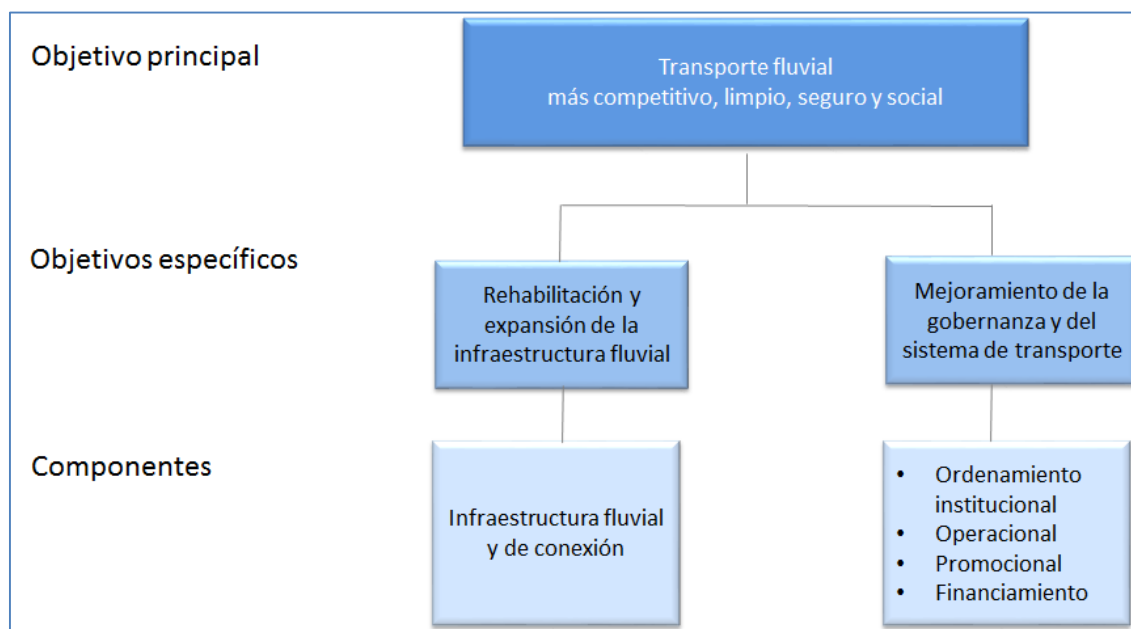 Objetivo principal
Transporte fluvial
más competitivo, limpio, seguro y social
Objetivos específicos
Rehabilitación y
expansión de la
infraestructura fluvial
Mejoramiento de la
gobernanza y del
sistema de transporte
Componentes
Infraestructura fluvial
y de conexión
• Ordenamiento
institucional
• Operacional
• Promocional
• Financiamiento